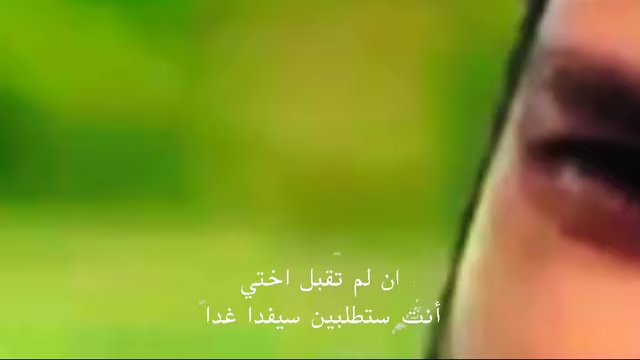 ان لم تقبل اختي
أنت ستطلبين سيفدا غداً